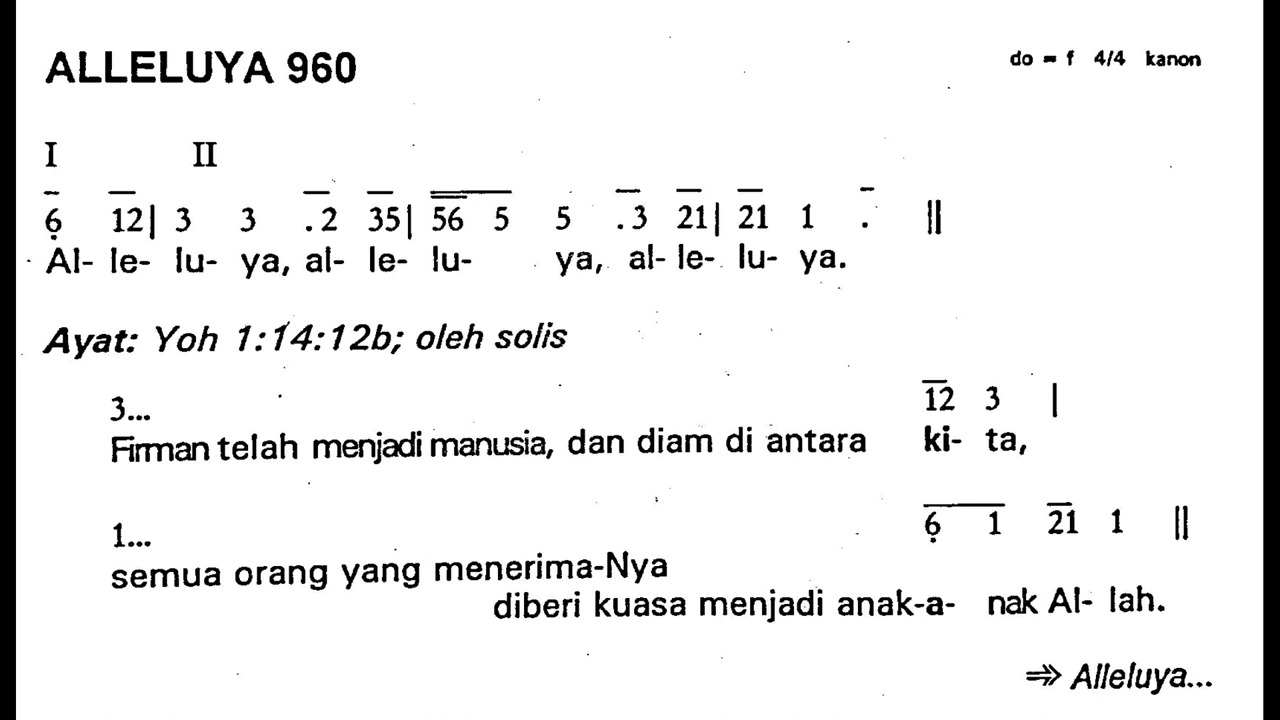 ALLELUYA 960
do = f 4/4 kanon
I II
6̣ 12| 3 3 .2 35| 56 5 5 .3 21| 21 1 . ||
Al- le- lu- ya, al- le- lu- ya, al- le- lu- ya.
Ayat: Yoh 1:14:12b; oleh solis
3... 12 3 |
Firman telah menjadi manusia, dan diam di antara ki- ta,
1... 6̣ 1 21 1 ||
semua orang yang menerima-Nya
diberi kuasa menjadi anak-a- nak Al- lah.
⇒ Alleluya...